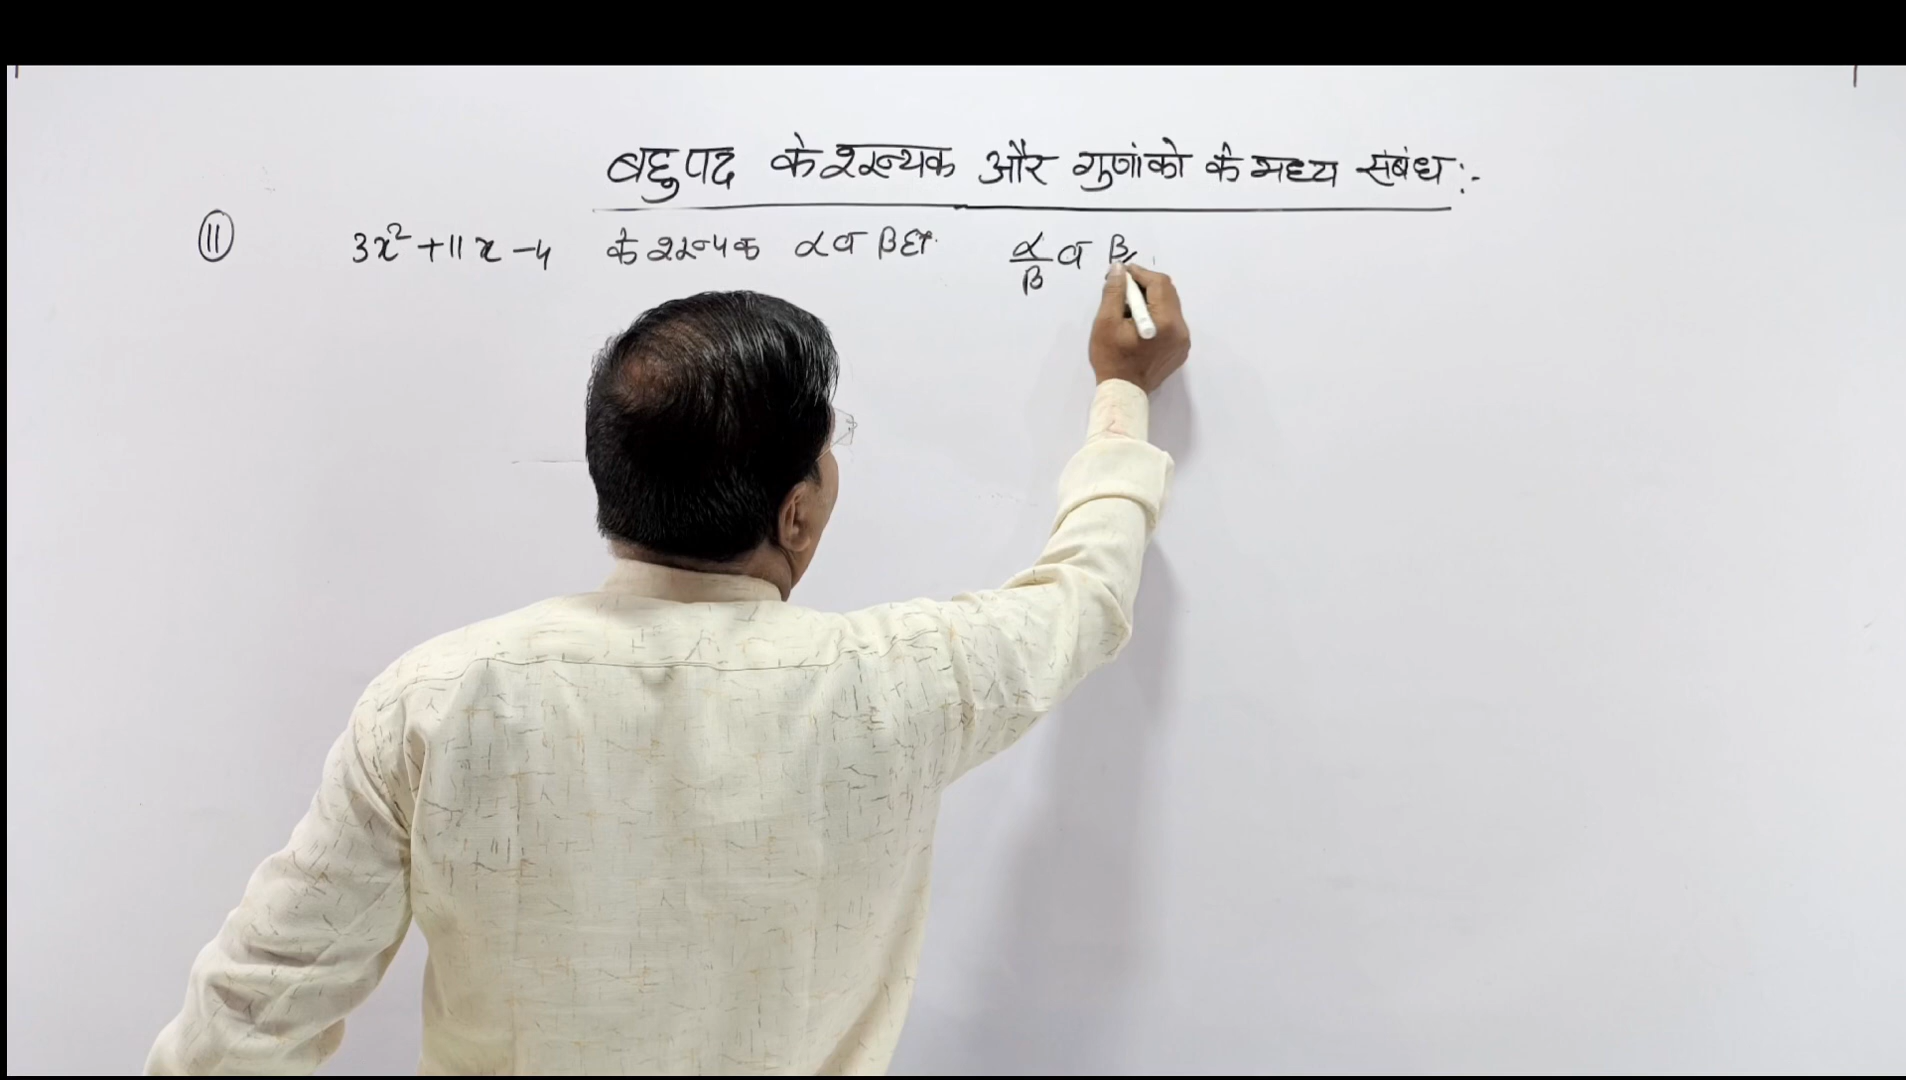 बहुपद के शून्यक और गुणांको के मध्य संबंध :-
(11) 3x² + 11x - 4 के शून्यक α व β हो α/β व β